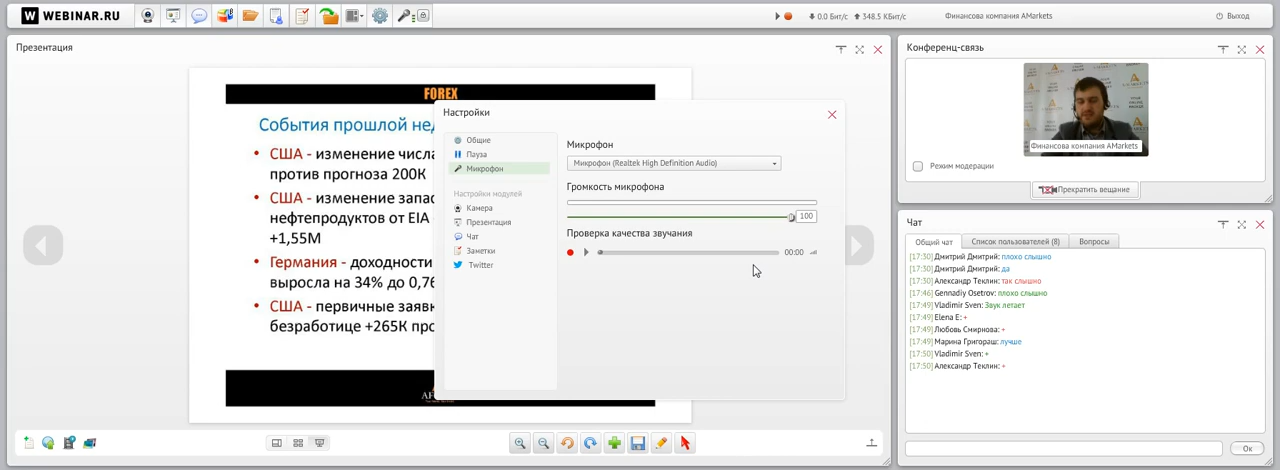 WEBINAR.RU
0.0 Бит/с 348.5 КБит/с
Финансова компания AMarkets
Выход
Презентация
FOREX
События прошлой нед
США - изменение числа
против прогноза 200К
США - изменение запас
нефтепродуктов от EIA
+1,55М
Германия - доходности
выросла на 34% до 0,76
США - первичные заявк
безработице +265К про
Настройки
Общие
Пауза
Микрофон
Настройки модулей
Камера
Презентация
Чат
Заметки
Twitter
Микрофон
Микрофон (Realtek High Definition Audio)
Громкость микрофона
100
Проверка качества звучания
00:00
Конференц-связь
Финансова компания AMarkets
Режим модерации
Прекратить вещание
Чат
Общий чат Список пользователей (8) Вопросы
[17:30] Дмитрий Дмитрий: плохо слышно
[17:30] Дмитрий Дмитрий: да
[17:30] Александр Теклин: так слышно
[17:46] Gennadiy Osetrov: плохо слышно
[17:49] Vladimir Sven: Звук летает
[17:49] Elena E: +
[17:49] Любовь Смирнова: +
[17:49] Марина Григораш: лучше
[17:50] Vladimir Sven: +
[17:50] Александр Теклин: +
Ок